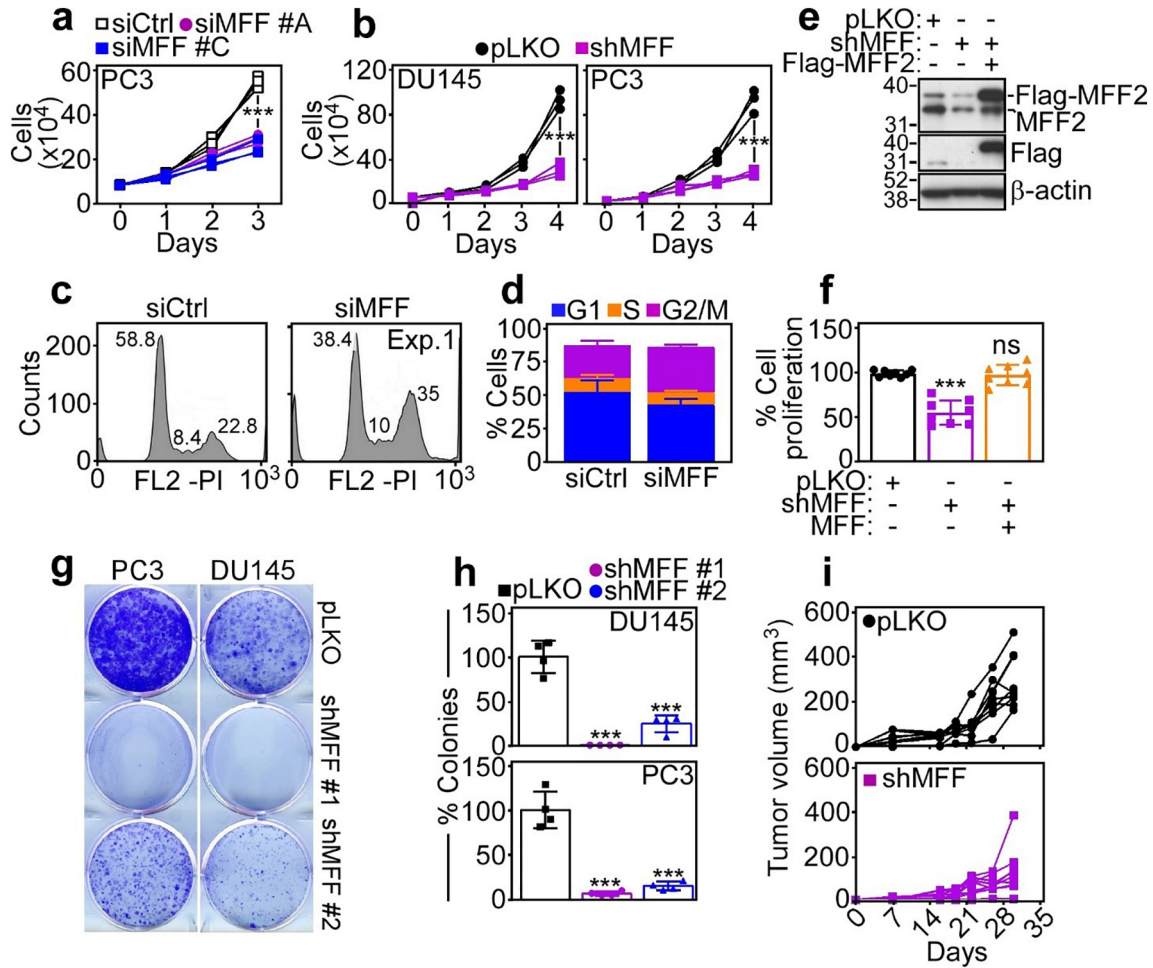 a
siCtrl siMFF #A
siMFF #C
PC3
Cells
(x10⁴)
60
40
20
0
0 1 2 3
Days
***
b
pLKO shMFF
DU145
PC3
Cells
(x10⁴)
120
80
40
0
*** ***
0 1 2 3 4 0 1 2 3 4
Days Days
e
pLKO: + - -
shMFF: - + +
Flag-MFF2: - - +
40-
31-
-Flag-MFF2
MFF2
40-
31-
Flag
52-
38-
β-actin
c
siCtrl siMFF
Counts
200
100
0
58.8
8.4
22.8
38.4
Exp.1
10
35
0 10³ 0 10³
FL2 -PI FL2 -PI
d
G1 S G2/M
% Cells
100
75
50
25
0
siCtrl siMFF
f
% Cell
proliferation
150
100
50
0
***
ns
pLKO: + - -
shMFF: - + +
MFF: - - +
g
PC3 DU145
pLKO
shMFF #1
shMFF #2
h
pLKO
shMFF #1
shMFF #2
% Colonies
150
100
50
0
DU145
***
***
150
100
50
0
PC3
***
***
i
Tumor volume (mm³)
600
400
200
0
pLKO
600
400
200
0
shMFF
0 7 14 21 28 35
Days